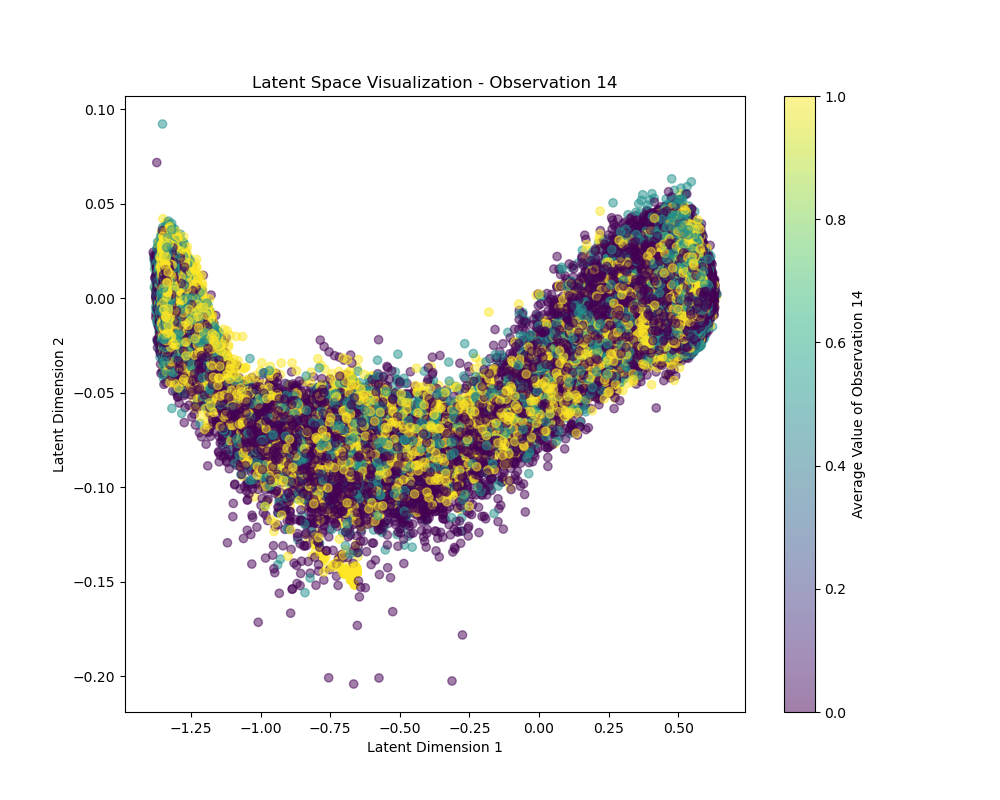 Latent Space Visualization - Observation 14
0.10
0.05
0.00
−0.05
−0.10
−0.15
−0.20
Latent Dimension 2
−1.25 −1.00 −0.75 −0.50 −0.25 0.00 0.25 0.50
Latent Dimension 1
1.0
0.8
0.6
0.4
0.2
0.0
Average Value of Observation 14